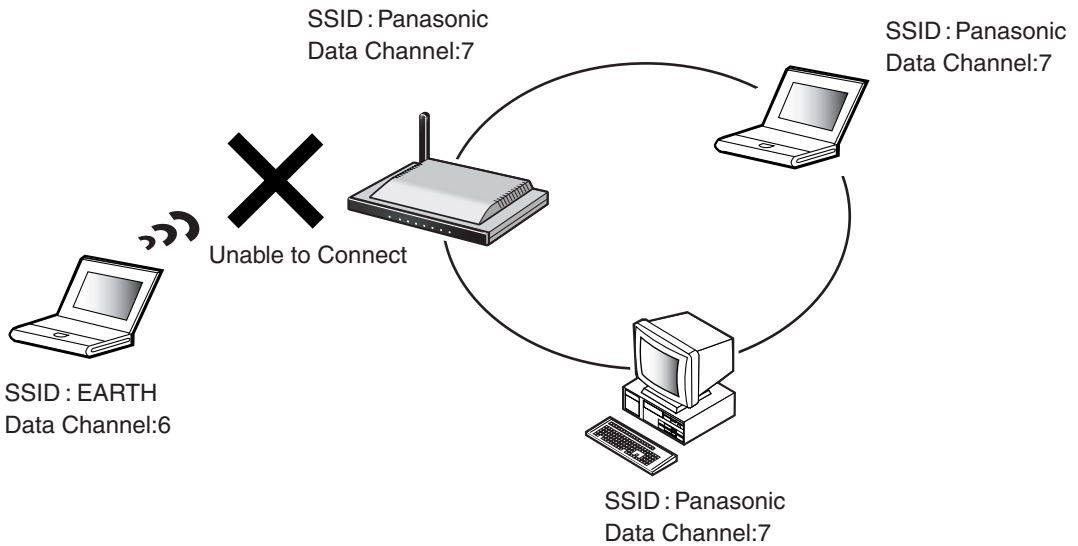 SSID : Panasonic
Data Channel:7
SSID : Panasonic
Data Channel:7
Unable to Connect
SSID : EARTH
Data Channel:6
SSID : Panasonic
Data Channel:7